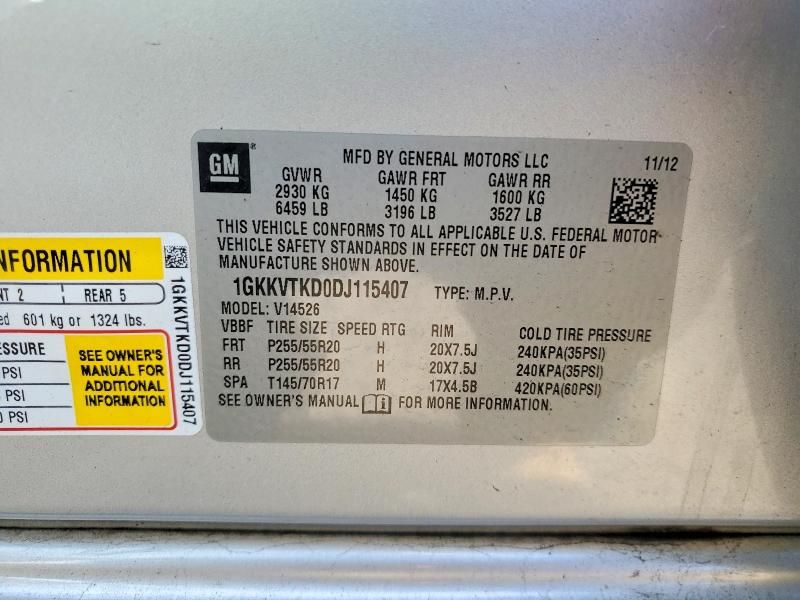 GM
MFD BY GENERAL MOTORS LLC 11/12
GVWR GAWR FRT GAWR RR
2930 KG 1450 KG 1600 KG
6459 LB 3196 LB 3527 LB
THIS VEHICLE CONFORMS TO ALL APPLICABLE U.S. FEDERAL MOTOR
VEHICLE SAFETY STANDARDS IN EFFECT ON THE DATE OF
MANUFACTURE SHOWN ABOVE.
1GKKVTKD0DJ115407 TYPE: M.P.V.
MODEL: V14526
VBBF TIRE SIZE SPEED RTG RIM COLD TIRE PRESSURE
FRT P255/55R20 H 20X7.5J 240KPA(35PSI)
RR P255/55R20 H 20X7.5J 240KPA(35PSI)
SPA T145/70R17 M 17X4.5B 420KPA(60PSI)
SEE OWNER'S MANUAL i FOR MORE INFORMATION.
NFORMATION
NT 2 REAR 5
ed 601 kg or 1324 lbs.
ESSURE
PSI
PSI
0 PSI
SEE OWNER'S
MANUAL FOR
ADDITIONAL
INFORMATION
1GKKVTKD0DJ115407